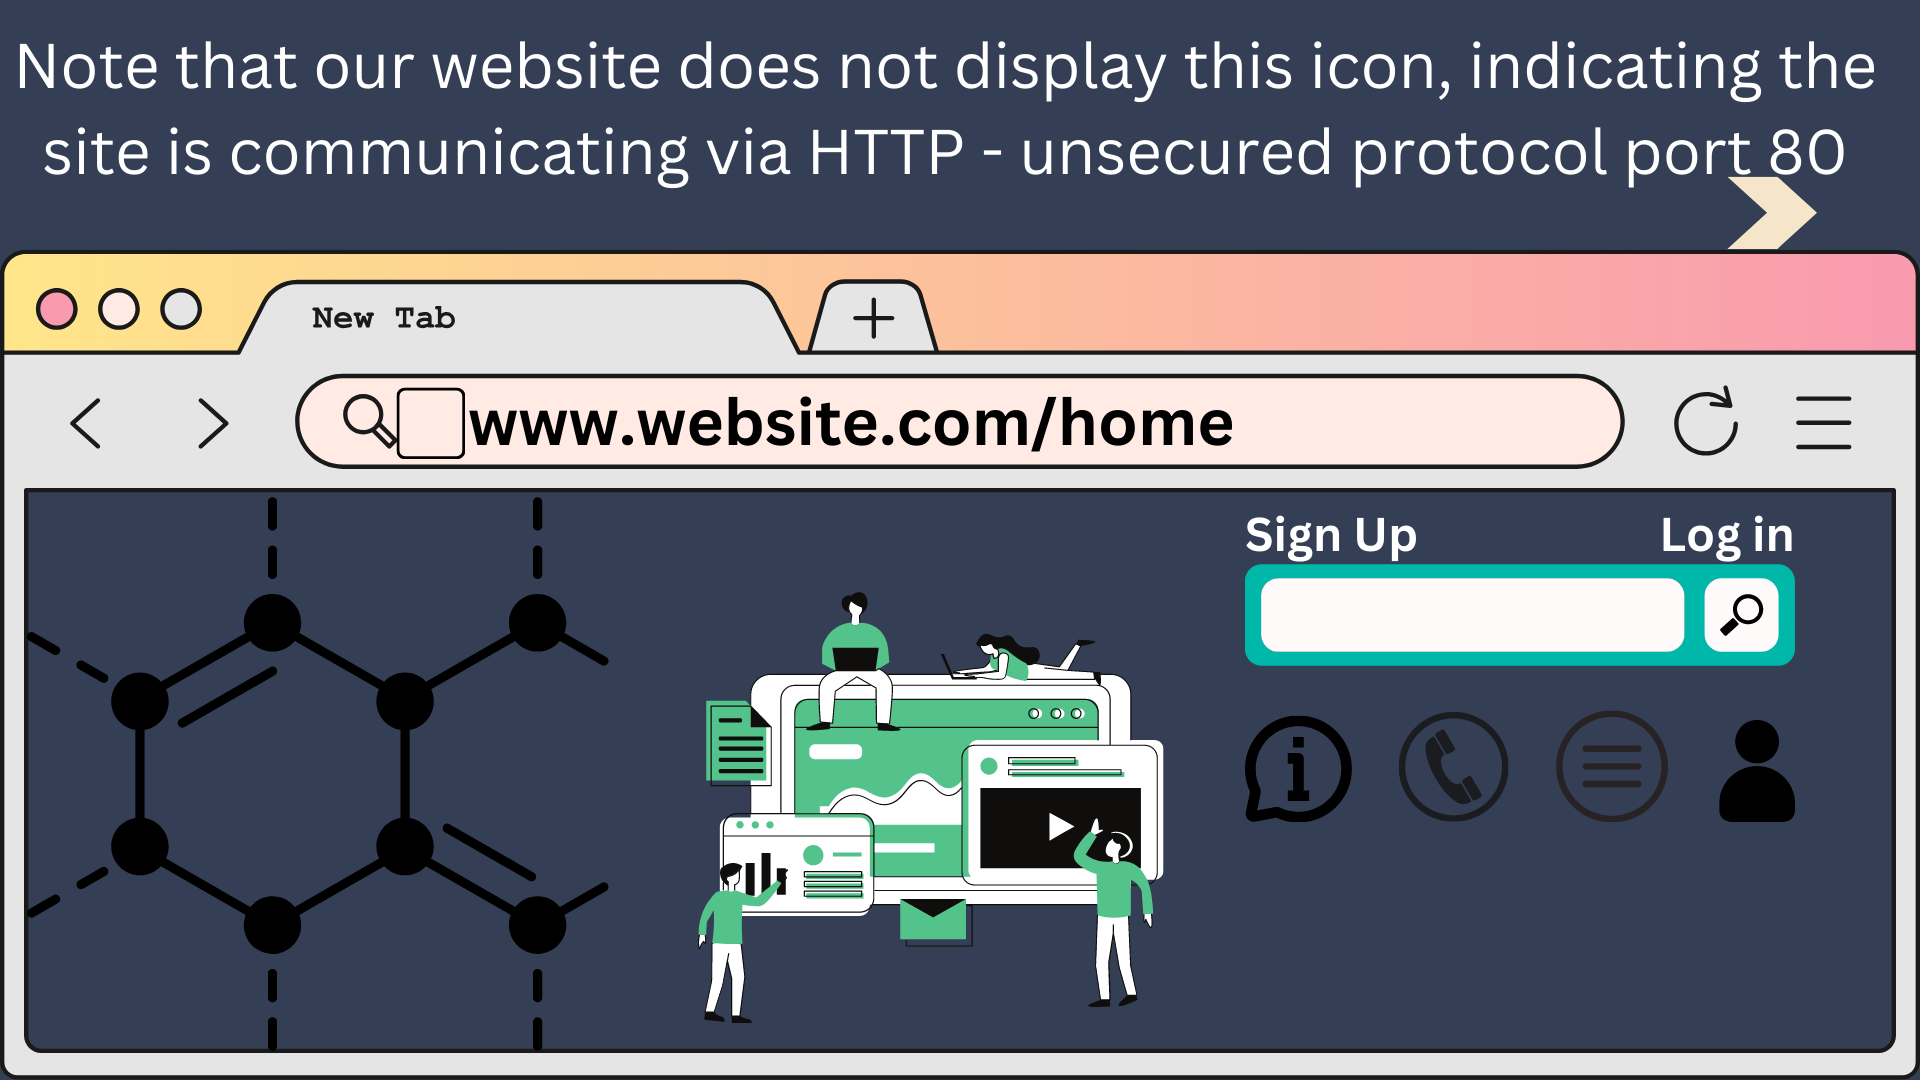 Note that our website does not display this icon, indicating the
site is communicating via HTTP - unsecured protocol port 80
New Tab
www.website.com/home
Sign Up Log in
i